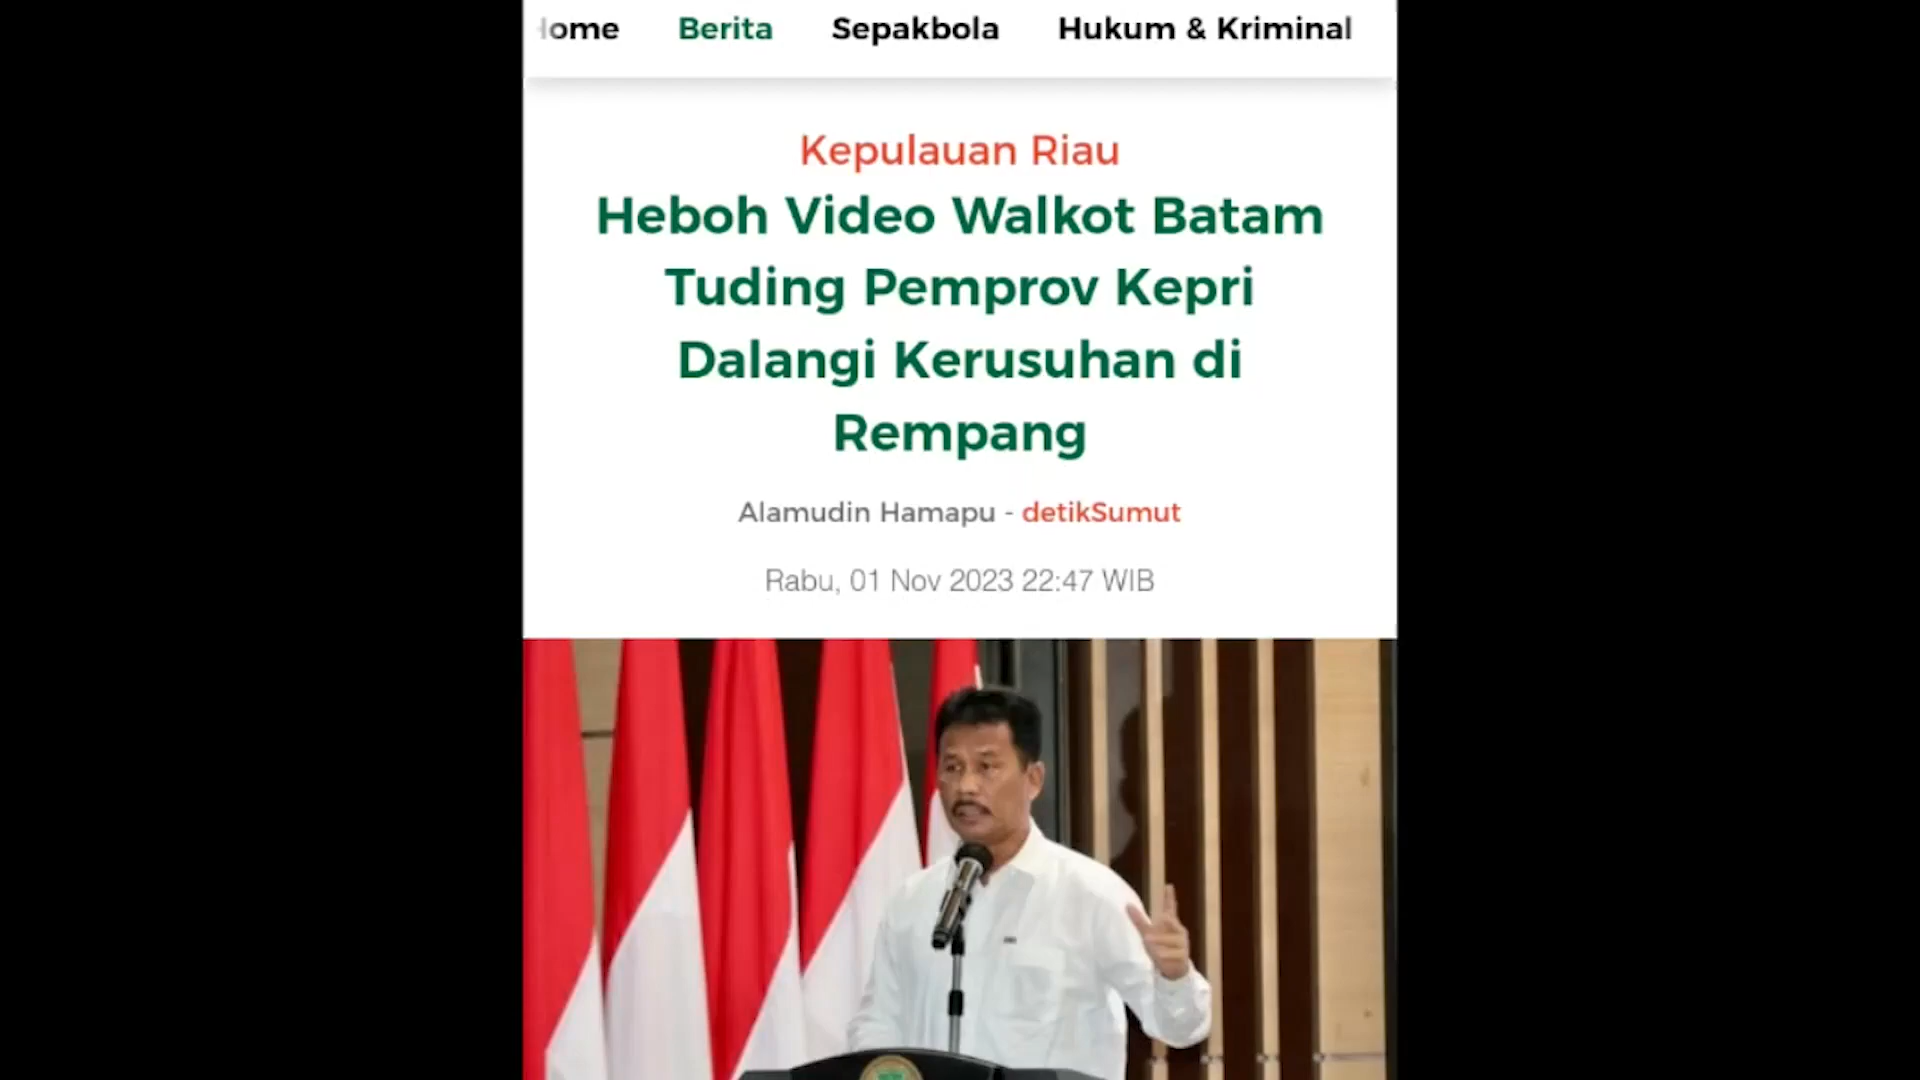 Home Berita Sepakbola Hukum & Kriminal
Kepulauan Riau
Heboh Video Walkot Batam
Tuding Pemprov Kepri
Dalangi Kerusuhan di
Rempang
Alamudin Hamapu - detikSumut
Rabu, 01 Nov 2023 22:47 WIB